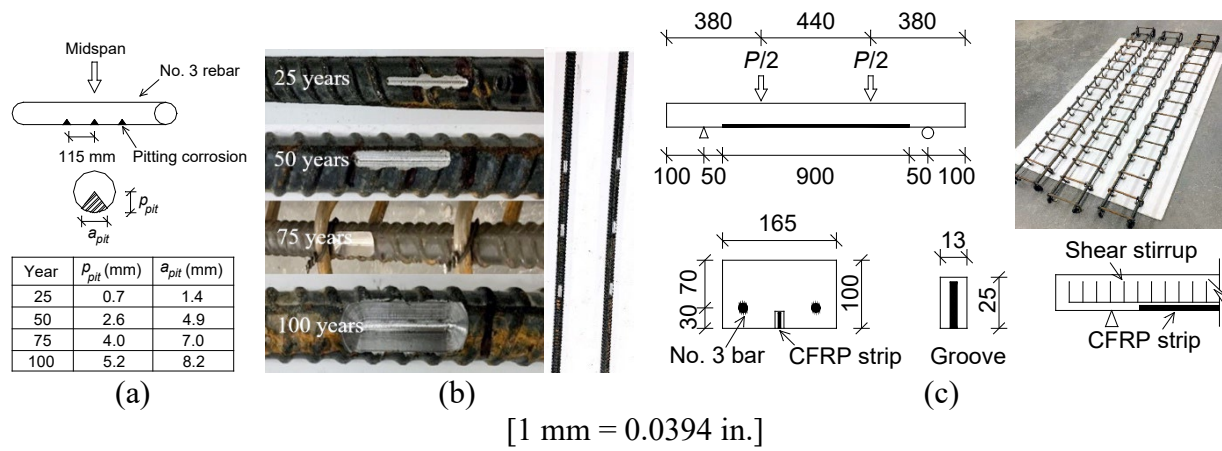 Midspan
No. 3 rebar
115 mm
Pitting corrosion
p_pit
a_pit
Year p_pit (mm) a_pit (mm)
25 0.7 1.4
50 2.6 4.9
75 4.0 7.0
100 5.2 8.2
(a)
25 years
50 years
75 years
100 years
(b)
380 440 380
P/2 P/2
100 50 900 50 100
165
70
30
100
No. 3 bar CFRP strip
13
25
Groove
Shear stirrup
CFRP strip
(c)
[1 mm = 0.0394 in.]